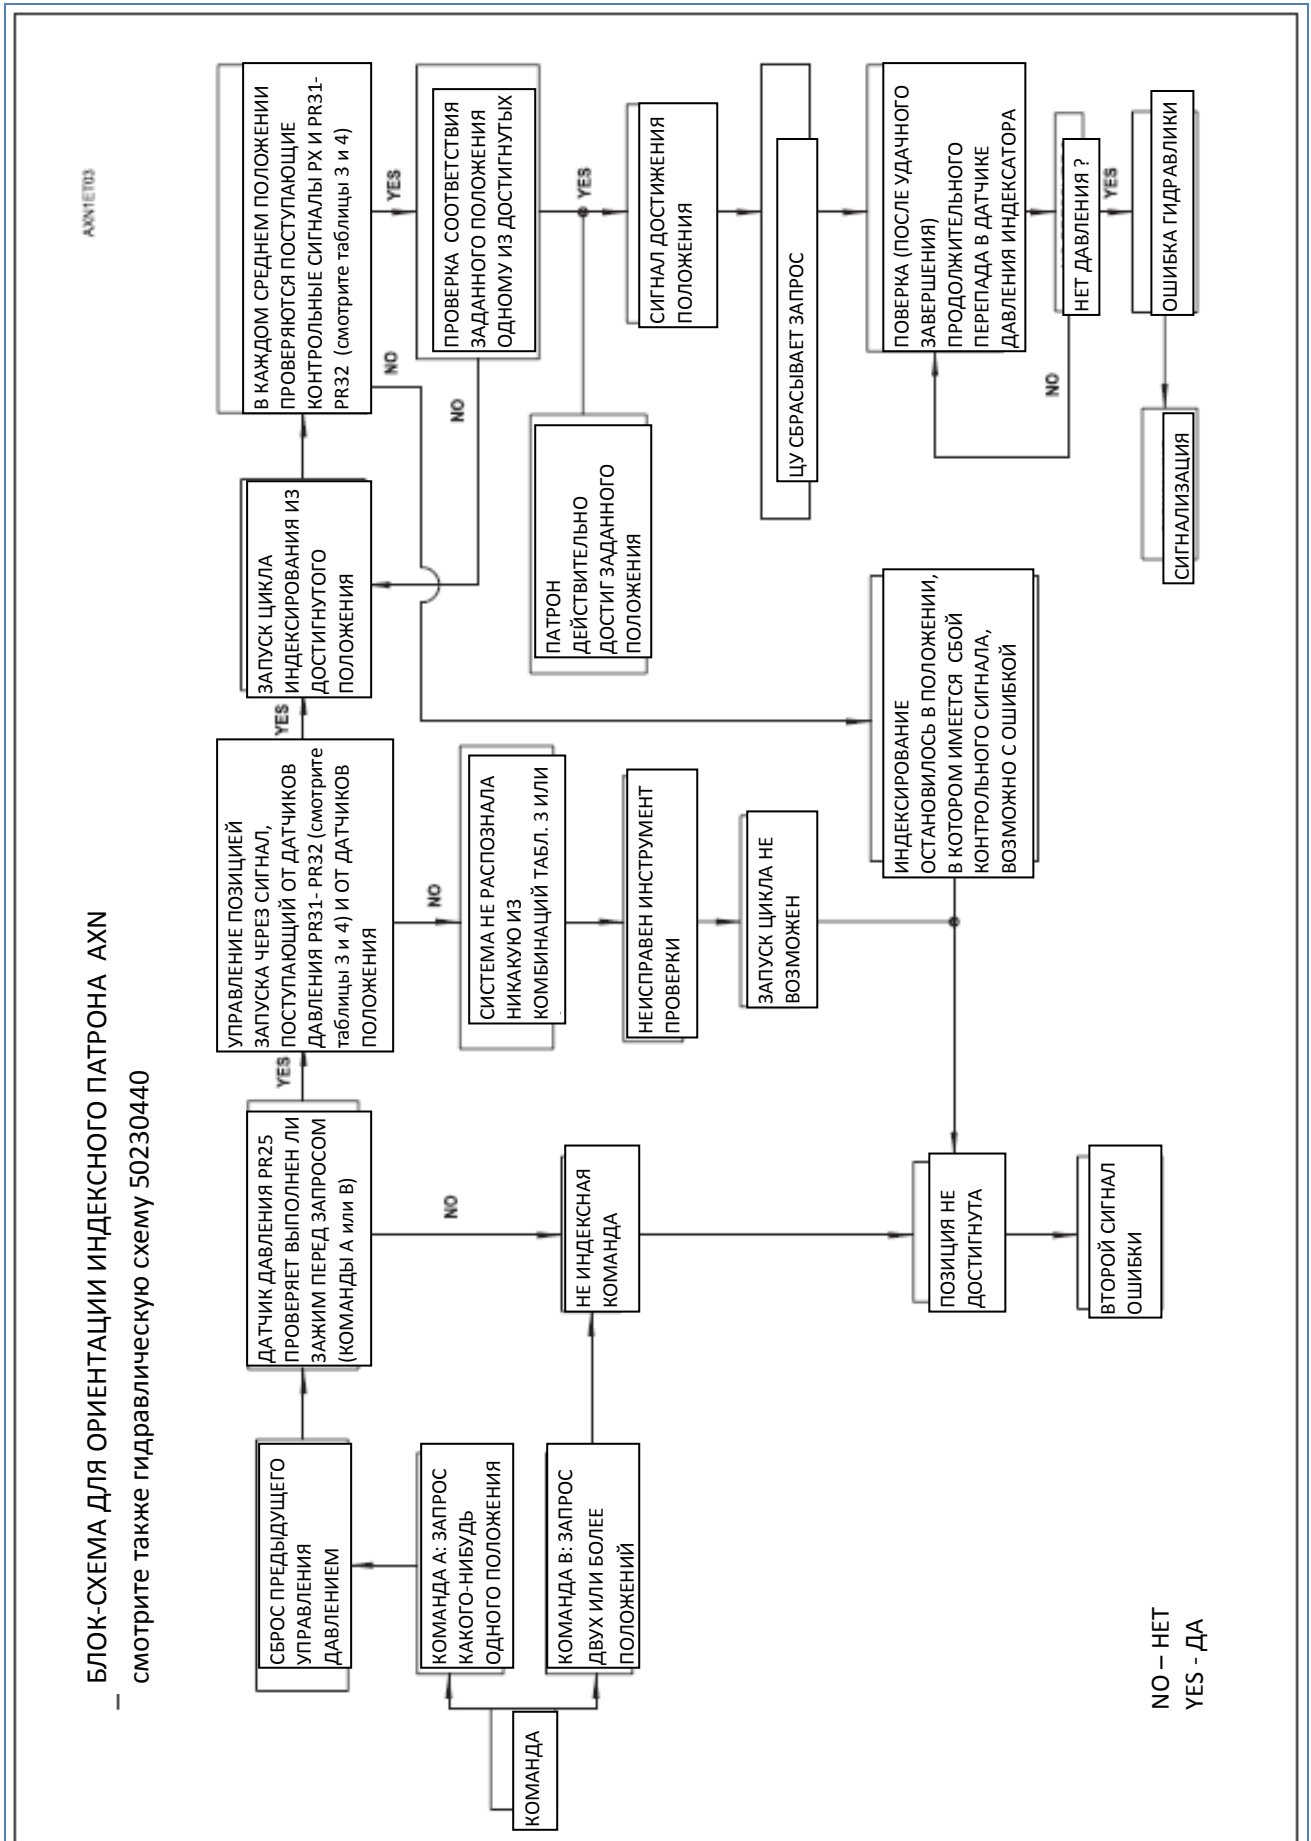 AXN1ET03
БЛОК-СХЕМА ДЛЯ ОРИЕНТАЦИИ ИНДЕКСНОГО ПАТРОНА AXN
–
смотрите также гидравлическую схему 50230440
КОМАНДА
КОМАНДА А: ЗАПРОС
КАКОГО-НИБУДЬ
ОДНОГО ПОЛОЖЕНИЯ
КОМАНДА В: ЗАПРОС
ДВУХ ИЛИ БОЛЕЕ
ПОЛОЖЕНИЙ
СБРОС ПРЕДЫДУЩЕГО
УПРАВЛЕНИЯ
ДАВЛЕНИЕМ
ДАТЧИК ДАВЛЕНИЯ PR25
ПРОВЕРЯЕТ ВЫПОЛНЕН ЛИ
ЗАЖИМ ПЕРЕД ЗАПРОСОМ
(КОМАНДЫ А или В)
YES
NO
НЕ ИНДЕКСНАЯ
КОМАНДА
УПРАВЛЕНИЕ ПОЗИЦИЕЙ
ЗАПУСКА ЧЕРЕЗ СИГНАЛ,
ПОСТУПАЮЩИЙ ОТ ДАТЧИКОВ
ДАВЛЕНИЯ PR31- PR32 (смотрите
таблицы 3 и 4) И ОТ ДАТЧИКОВ
ПОЛОЖЕНИЯ
YES
NO
СИСТЕМА НЕ РАСПОЗНАЛА
НИКАКУЮ ИЗ
КОМБИНАЦИЙ ТАБЛ. 3 ИЛИ
НЕИСПРАВЕН ИНСТРУМЕНТ
ПРОВЕРКИ
ЗАПУСК ЦИКЛА НЕ
ВОЗМОЖЕН
ЗАПУСК ЦИКЛА
ИНДЕКСИРОВАНИЯ ИЗ
ДОСТИГНУТОГО
ПОЛОЖЕНИЯ
В КАЖДОМ СРЕДНЕМ ПОЛОЖЕНИИ
ПРОВЕРЯЮТСЯ ПОСТУПАЮЩИЕ
КОНТРОЛЬНЫЕ СИГНАЛЫ PX И PR31-
PR32 (смотрите таблицы 3 и 4)
YES
NO
ПРОВЕРКА СООТВЕТСТВИЯ
ЗАДАННОГО ПОЛОЖЕНИЯ
ОДНОМУ ИЗ ДОСТИГНУТЫХ
NO
YES
ПАТРОН
ДЕЙСТВИТЕЛЬНО
ДОСТИГ ЗАДАННОГО
ПОЛОЖЕНИЯ
СИГНАЛ ДОСТИЖЕНИЯ
ПОЛОЖЕНИЯ
ЦУ СБРАСЫВАЕТ ЗАПРОС
ПОВЕРКА (ПОСЛЕ УДАЧНОГО
ЗАВЕРШЕНИЯ)
ПРОДОЛЖИТЕЛЬНОГО
ПЕРЕПАДА В ДАТЧИКЕ
ДАВЛЕНИЯ ИНДЕКСАТОРА
НЕТ ДАВЛЕНИЯ ?
NO
YES
ОШИБКА ГИДРАВЛИКИ
СИГНАЛИЗАЦИЯ
ИНДЕКСИРОВАНИЕ
ОСТАНОВИЛОСЬ В ПОЛОЖЕНИИ,
В КОТОРОМ ИМЕЕТСЯ СБОЙ
КОНТРОЛЬНОГО СИГНАЛА,
ВОЗМОЖНО С ОШИБКОЙ
ПОЗИЦИЯ НЕ
ДОСТИГНУТА
ВТОРОЙ СИГНАЛ
ОШИБКИ
NO – НЕТ
YES - ДА